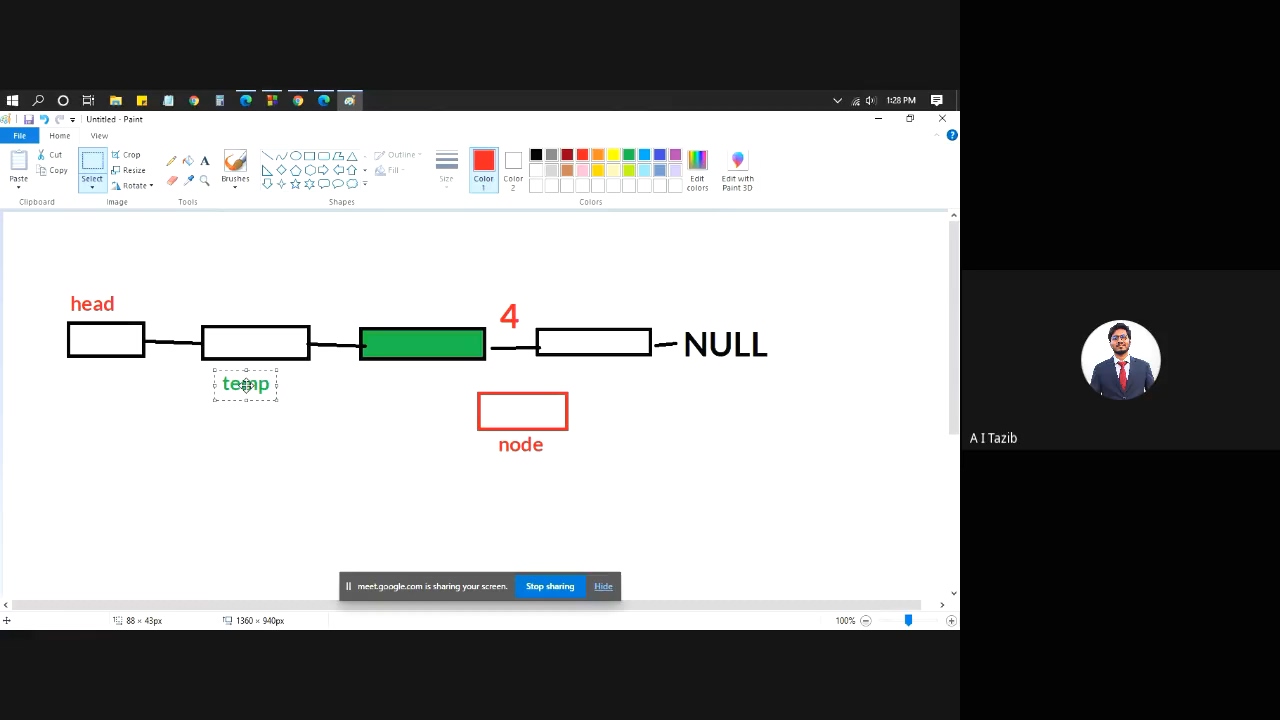 1:28 PM
Untitled - Paint
File Home View
Paste
Cut
Copy
Clipboard
Select
Crop
Resize
Rotate
Image
A
Tools
Brushes
Shapes
Outline
Fill
Size
Color 1
Color 2
Edit colors
Edit with Paint 3D
Colors
head
4
NULL
temp
node
A I Tazib
meet.google.com is sharing your screen. Stop sharing Hide
88 × 43px
1360 × 940px
100%